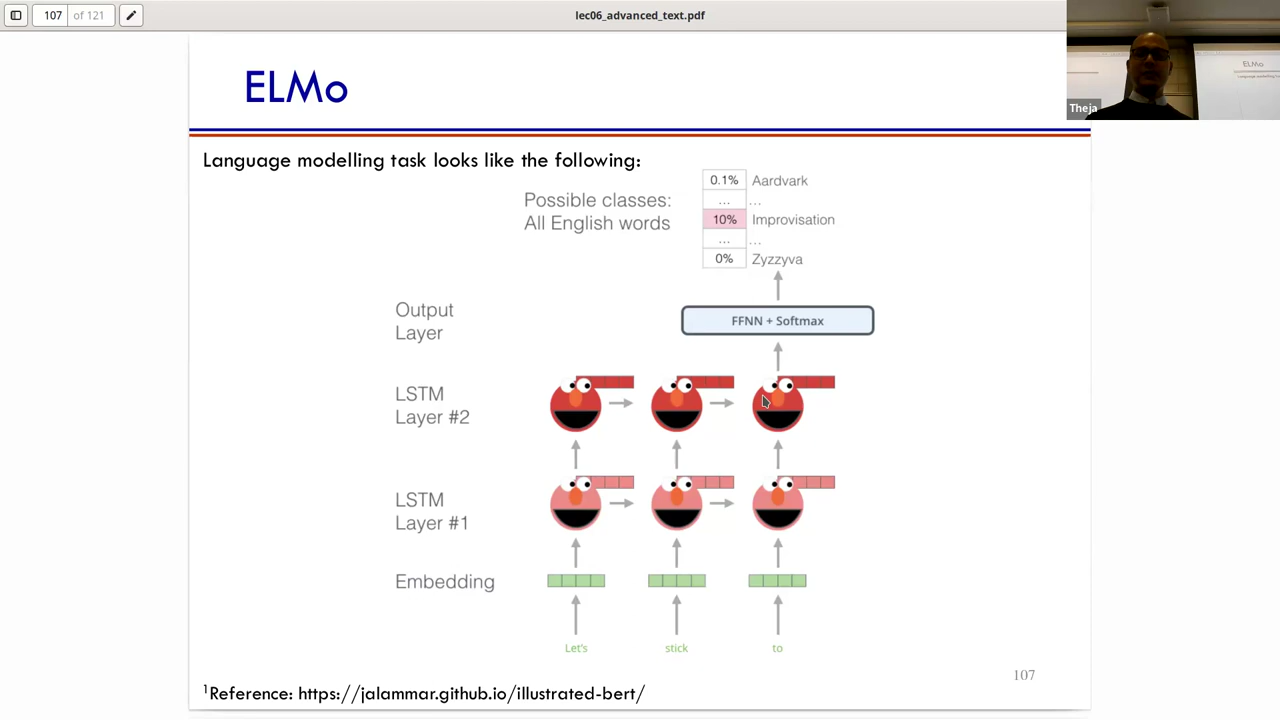 107 of 121
lec06_advanced_text.pdf
ELMo
Theja
ELMo
Language modelling task looks like the following:
Possible classes:
All English words
0.1% Aardvark
... ...
10% Improvisation
... ...
0% Zyzzyva
Output
Layer
FFNN + Softmax
LSTM
Layer #2
LSTM
Layer #1
Embedding
Let's stick to
107
1Reference: https://jalammar.github.io/illustrated-bert/